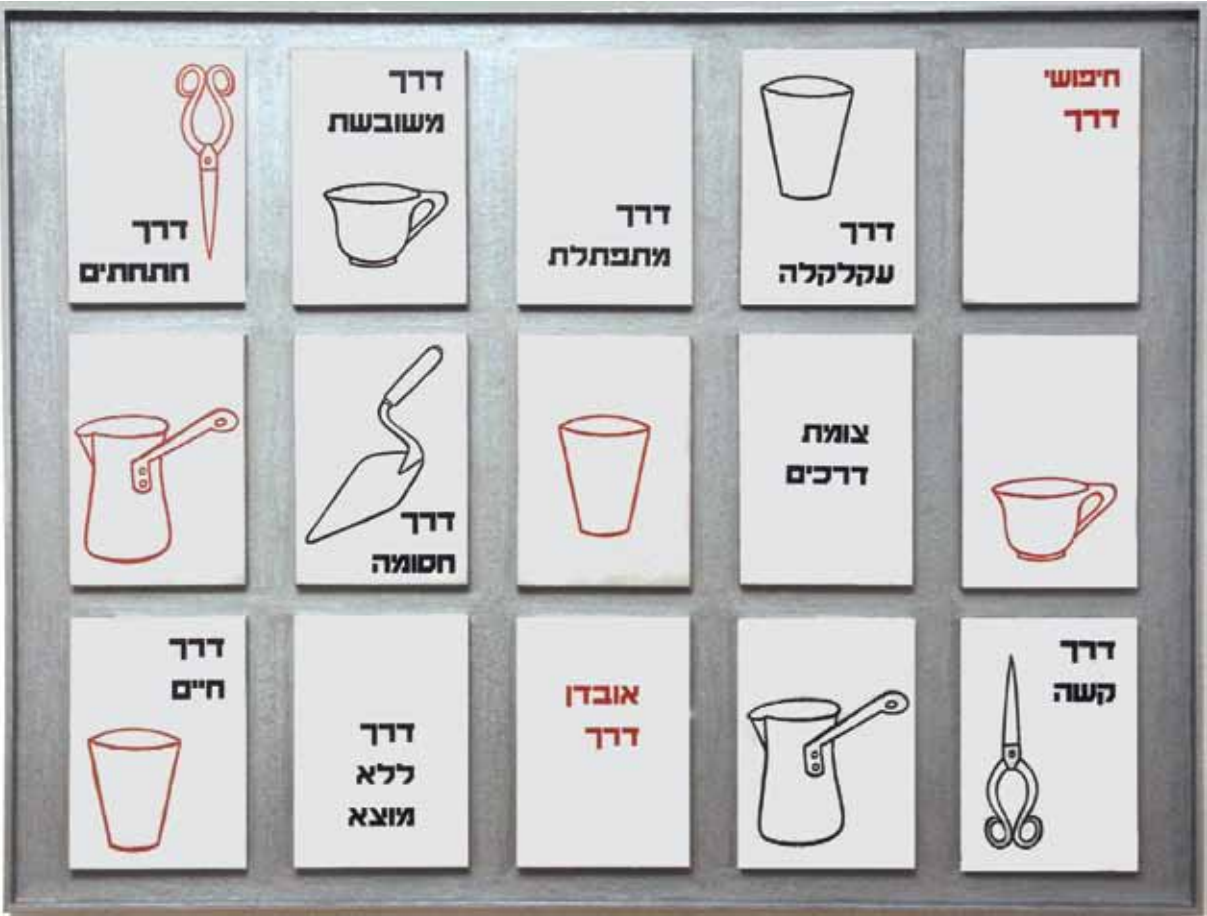 חיפושי
דרך
דרך
עקלקלה
דרך
מתפתלת
דרך
משובשת
דרך
חתחתים
צומת
דרכים
דרך
חסומה
דרך
קשה
אובדן
דרך
דרך
ללא
מוצא
דרך
חיים